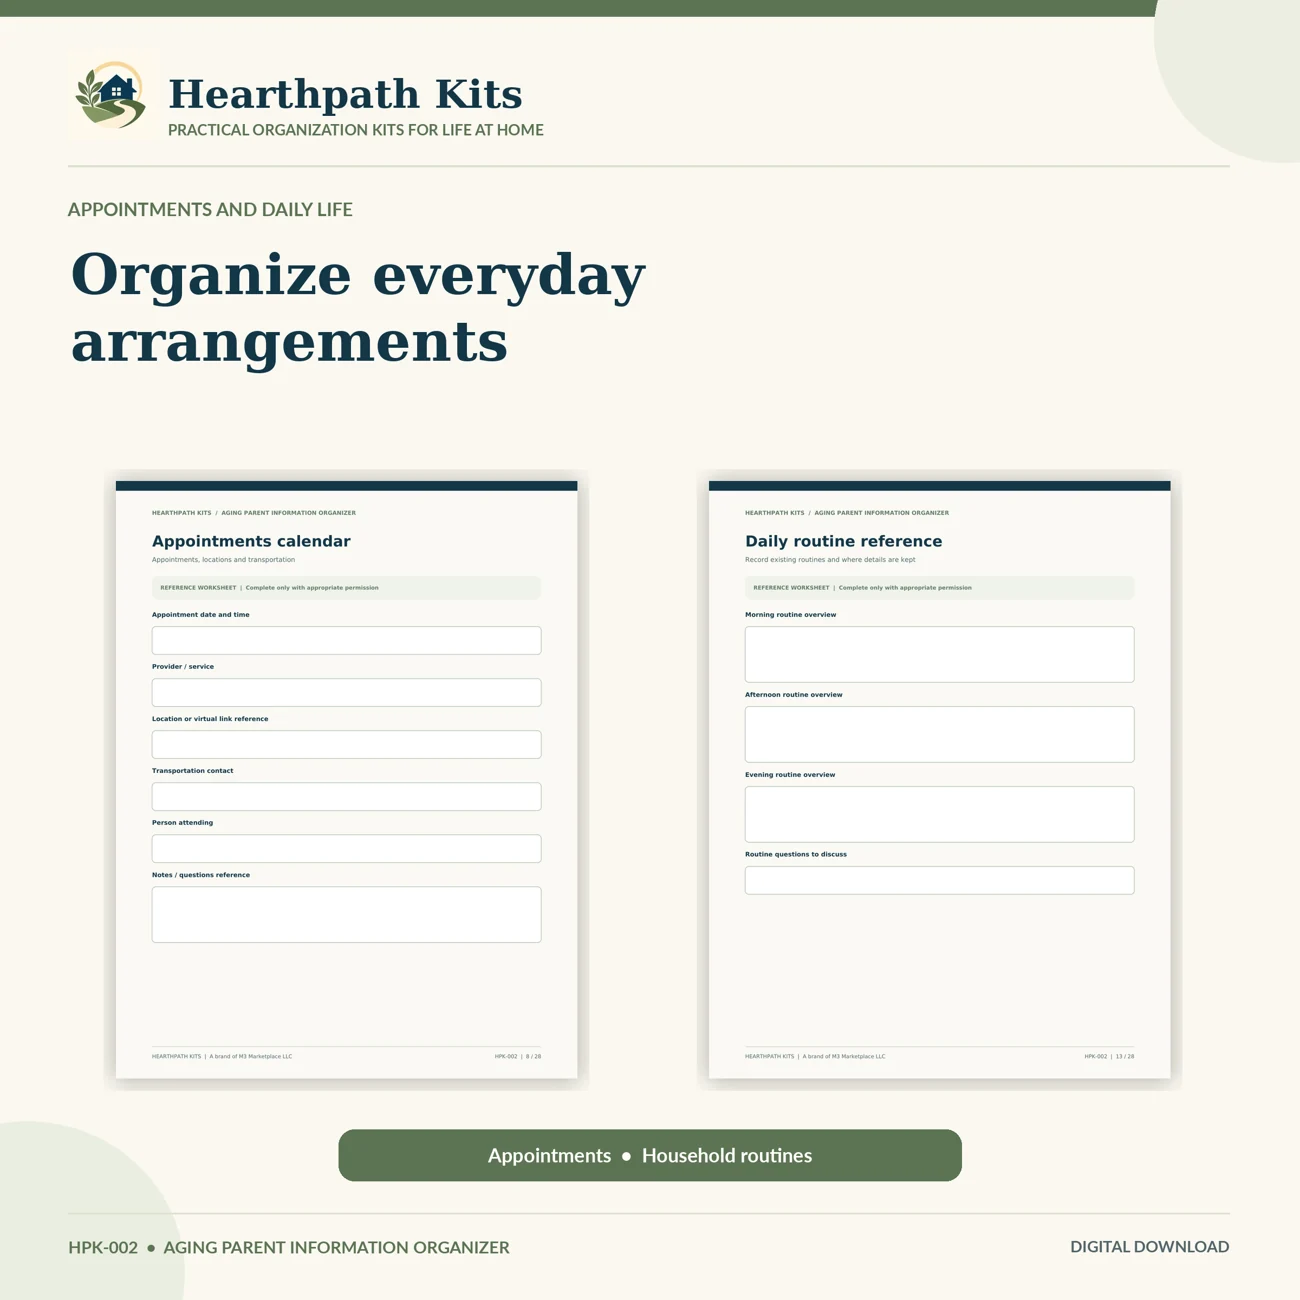 Hearthpath Kits
PRACTICAL ORGANIZATION KITS FOR LIFE AT HOME
APPOINTMENTS AND DAILY LIFE
Organize everyday
arrangements
HEARTHPATH KITS / AGING PARENT INFORMATION ORGANIZER
Appointments calendar
Appointments, locations and transportation
REFERENCE WORKSHEET | Complete only with appropriate permission
Appointment date and time
Provider / service
Location or virtual link reference
Transportation contact
Person attending
Notes / questions reference
HEARTHPATH KITS | A brand of M3 Marketplace LLC
HPK-002 | 8 / 28
HEARTHPATH KITS / AGING PARENT INFORMATION ORGANIZER
Daily routine reference
Record existing routines and where details are kept
REFERENCE WORKSHEET | Complete only with appropriate permission
Morning routine overview
Afternoon routine overview
Evening routine overview
Routine questions to discuss
HEARTHPATH KITS | A brand of M3 Marketplace LLC
HPK-002 | 13 / 28
Appointments • Household routines
HPK-002 • AGING PARENT INFORMATION ORGANIZER
DIGITAL DOWNLOAD